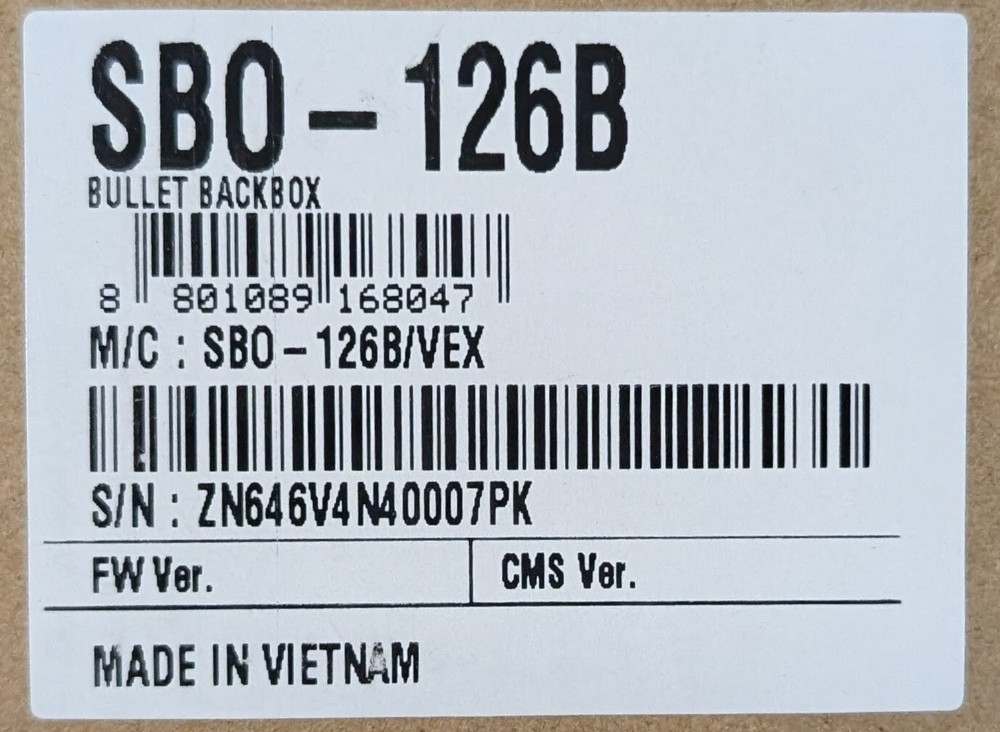 SBO-126B
BULLET BACKBOX
8 801089 168047
M/C : SBO-126B/VEX
S/N : ZN646V4N40007PK
FW Ver. CMS Ver.
MADE IN VIETNAM